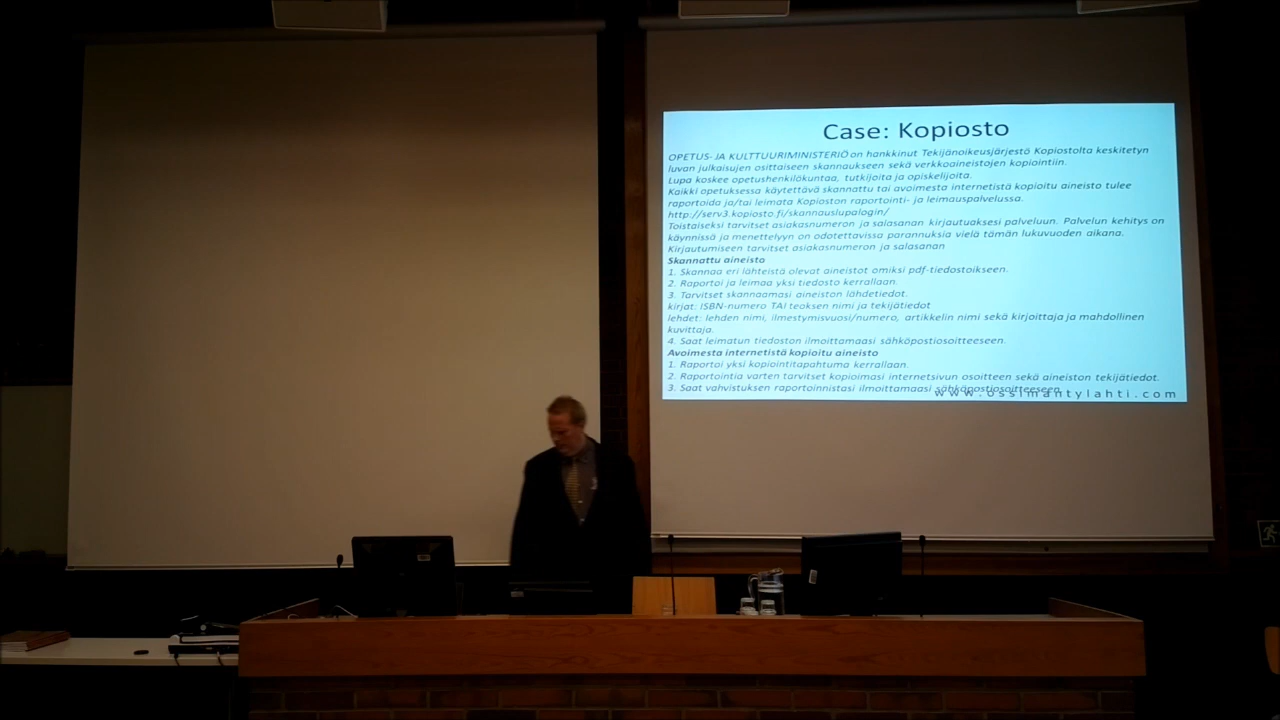 Case: Kopiosto
OPETUS- JA KULTTUURIMINISTERIÖ on hankkinut Tekijänoikeusjärjestö Kopiostolta keskitetyn
luvan julkaisujen osittaiseen skannaukseen sekä verkkoaineistojen kopiointiin.
Lupa koskee opetushenkilökuntaa, tutkijoita ja opiskelijoita.
Kaikki opetuksessa käytettävä skannattu tai avoimesta internetistä kopioitu aineisto tulee
raportoida ja/tai leimata Kopioston raportointi- ja leimauspalvelussa.
http://serv3.kopiosto.fi/skannauslupalogin/
Toistaiseksi tarvitset asiakasnumeron ja salasanan kirjautuaksesi palveluun. Palvelun kehitys on
käynnissä ja menettelyyn on odotettavissa parannuksia vielä tämän lukuvuoden aikana.
Kirjautumiseen tarvitset asiakasnumeron ja salasanan
Skannattu aineisto
1. Skannaa eri lähteistä olevat aineistot omiksi pdf-tiedostoikseen.
2. Raportoi ja leimaa yksi tiedosto kerrallaan.
3. Tarvitset skannaamasi aineiston lähdetiedot.
kirjat: ISBN-numero TAI teoksen nimi ja tekijätiedot
lehdet: lehden nimi, ilmestymisvuosi/numero, artikkelin nimi sekä kirjoittaja ja mahdollinen
kuvittaja.
4. Saat leimatun tiedoston ilmoittamaasi sähköpostiosoitteeseen.
Avoimesta internetistä kopioitu aineisto
1. Raportoi yksi kopiointitapahtuma kerrallaan.
2. Raportointia varten tarvitset kopioimasi internetsivun osoitteen sekä aineiston tekijätiedot.
3. Saat vahvistuksen raportoinnistasi ilmoittamaasi sähköpostiosoitteeseen.
www.ossimantylahti.com